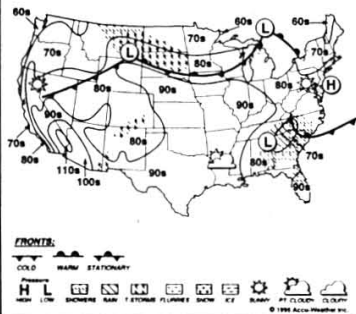 60s
60s
L
70s
70s
L
70s
80s
80s
H
80s
90s
90s
90s
80s
L
70s
80s
70s
80s
110s
100s
90s
90s
FRONTS:
COLD WARM STATIONARY
Pressure
H L
HIGH LOW SHOWERS RAIN T-STORMS FLURRIES SNOW ICE SUNNY PT. CLOUDY CLOUDY
© 1996 Accu-Weather Inc.